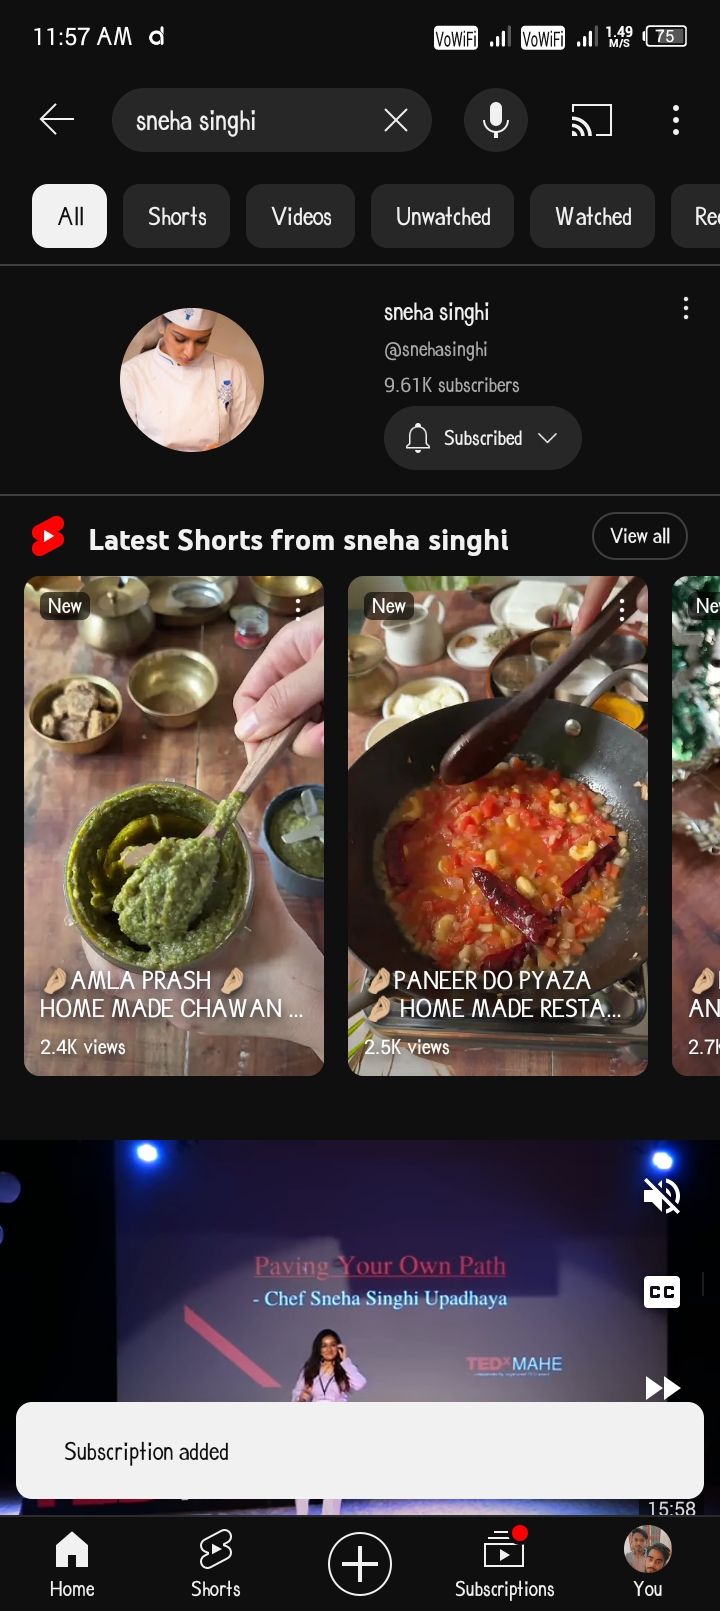 11:57 AM d VoWiFi VoWiFi 1.49 M/S 75
sneha singhi
All Shorts Videos Unwatched Watched
sneha singhi
@snehasinghi
9.61K subscribers
Subscribed
Latest Shorts from sneha singhi View all
New New
🤌🏼AMLA PRASH 🤌🏼
HOME MADE CHAWAN ...
2.4K views
🤌🏼PANEER DO PYAZA
🤌🏼 HOME MADE RESTA...
2.5K views
AN
2.7K
Paving Your Own Path
- Chef Sneha Singhi Upadhaya
TEDxMAHE
CC
Subscription added
15:58
Home Shorts Subscriptions You